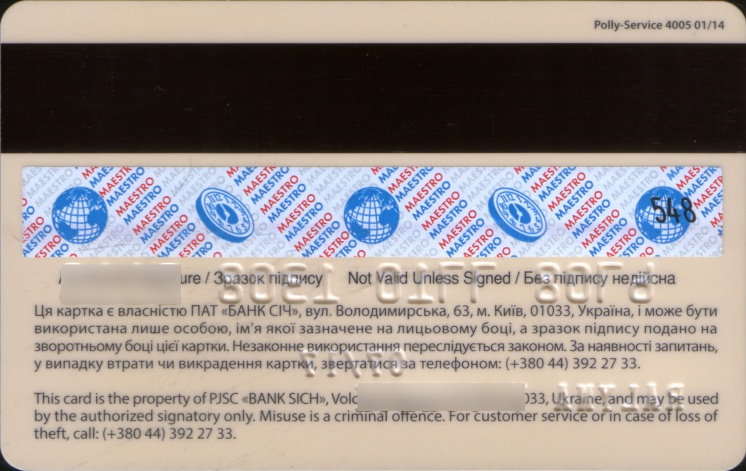 Polly-Service 4005 01/14
MAESTRO MAESTRO MAESTRO MAESTRO MAESTRO
548
ure / Зразок підпису Not Valid Unless Signed / Без підпису недійсна
Ця картка є власністю ПАТ «БАНК СІЧ», вул. Володимирська, 63, м. Київ, 01033, Україна, і може бути
використана лише особою, ім’я якої зазначене на лицьовому боці, а зразок підпису подано на
зворотньому боці цієї картки. Незаконне використання переслідується законом. За наявності запитань,
у випадку втрати чи викрадення картки, звертатися за телефоном: (+380 44) 392 27 33.
This card is the property of PJSC «BANK SICH», Volo 033, Ukraine, and may be used
by the authorized signatory only. Misuse is a criminal offence. For customer service or in case of loss of
theft, call: (+380 44) 392 27 33.